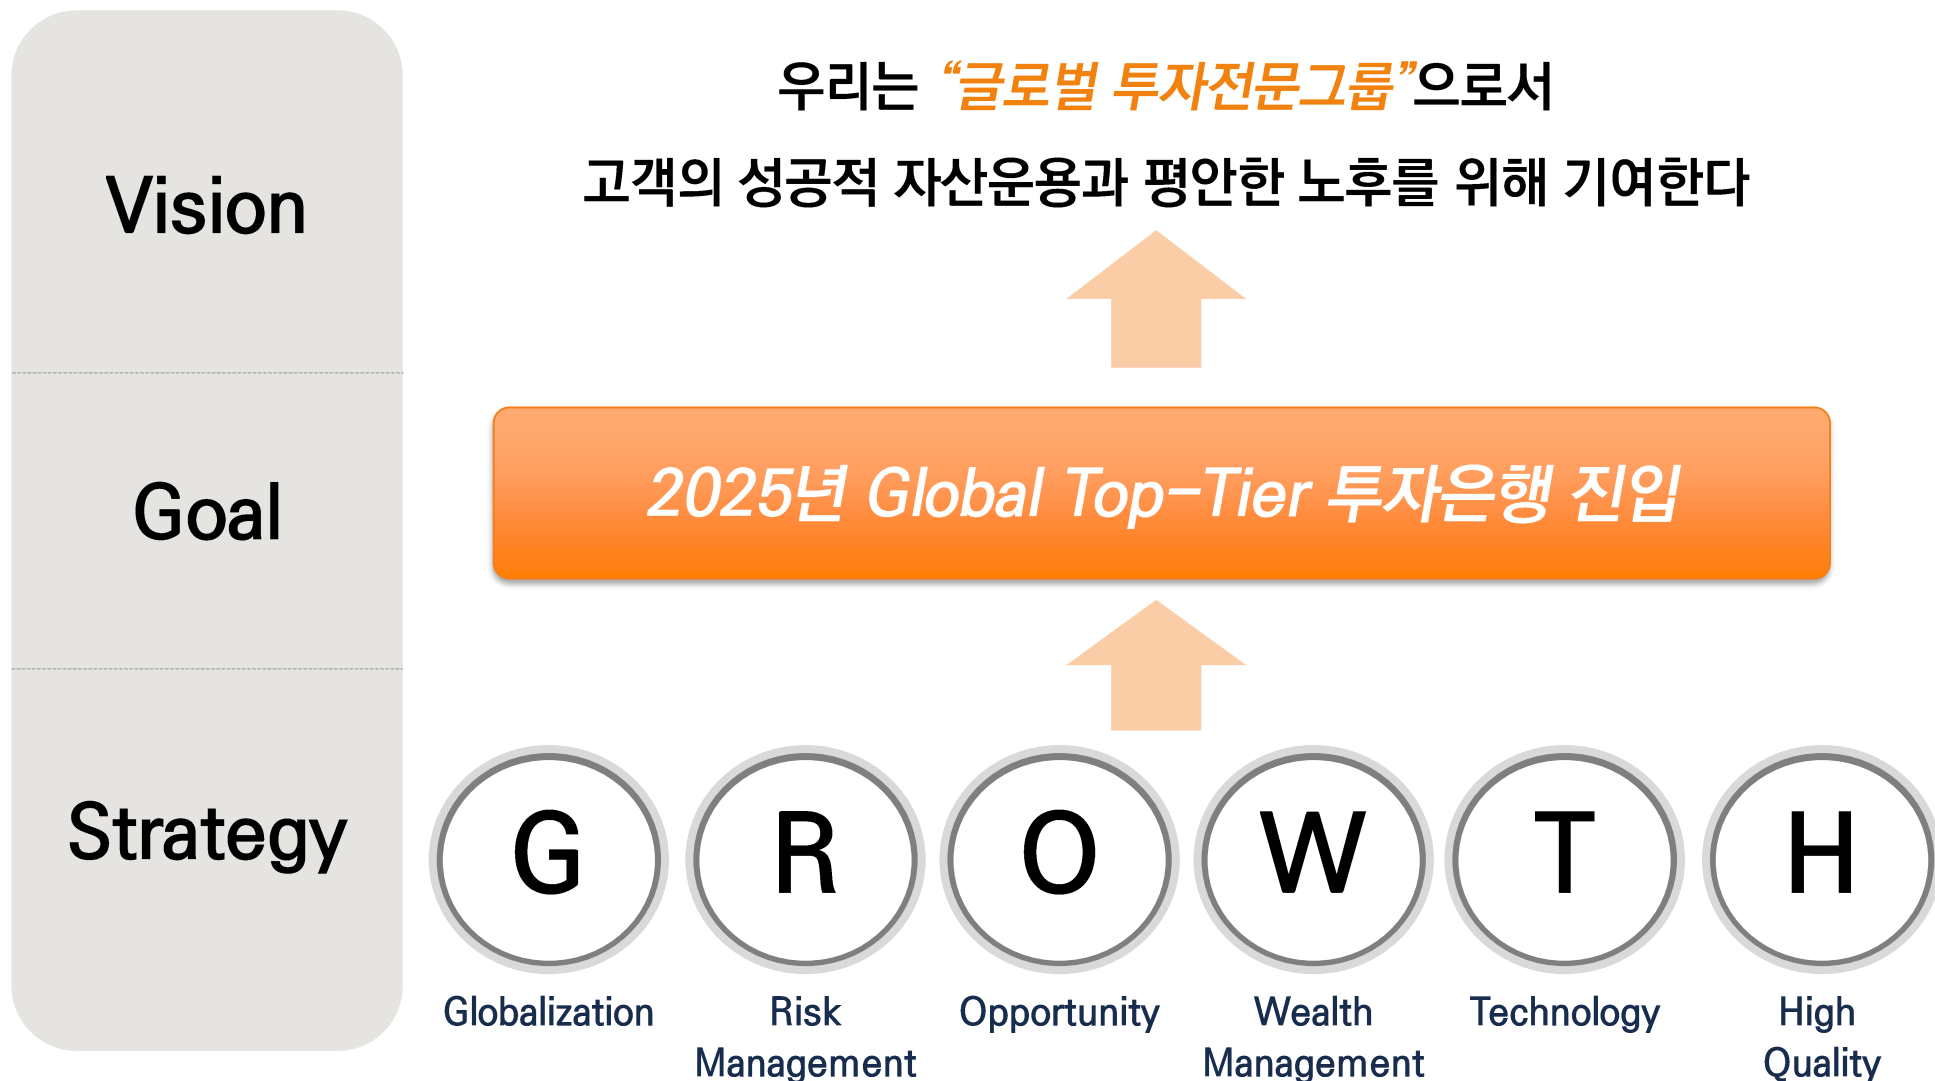 Vision
우리는 “글로벌 투자전문그룹”으로서
고객의 성공적 자산운용과 평안한 노후를 위해 기여한다
Goal
2025년 Global Top-Tier 투자은행 진입
Strategy
G R O W T H
Globalization Risk Opportunity Wealth Technology High
Management Management Quality